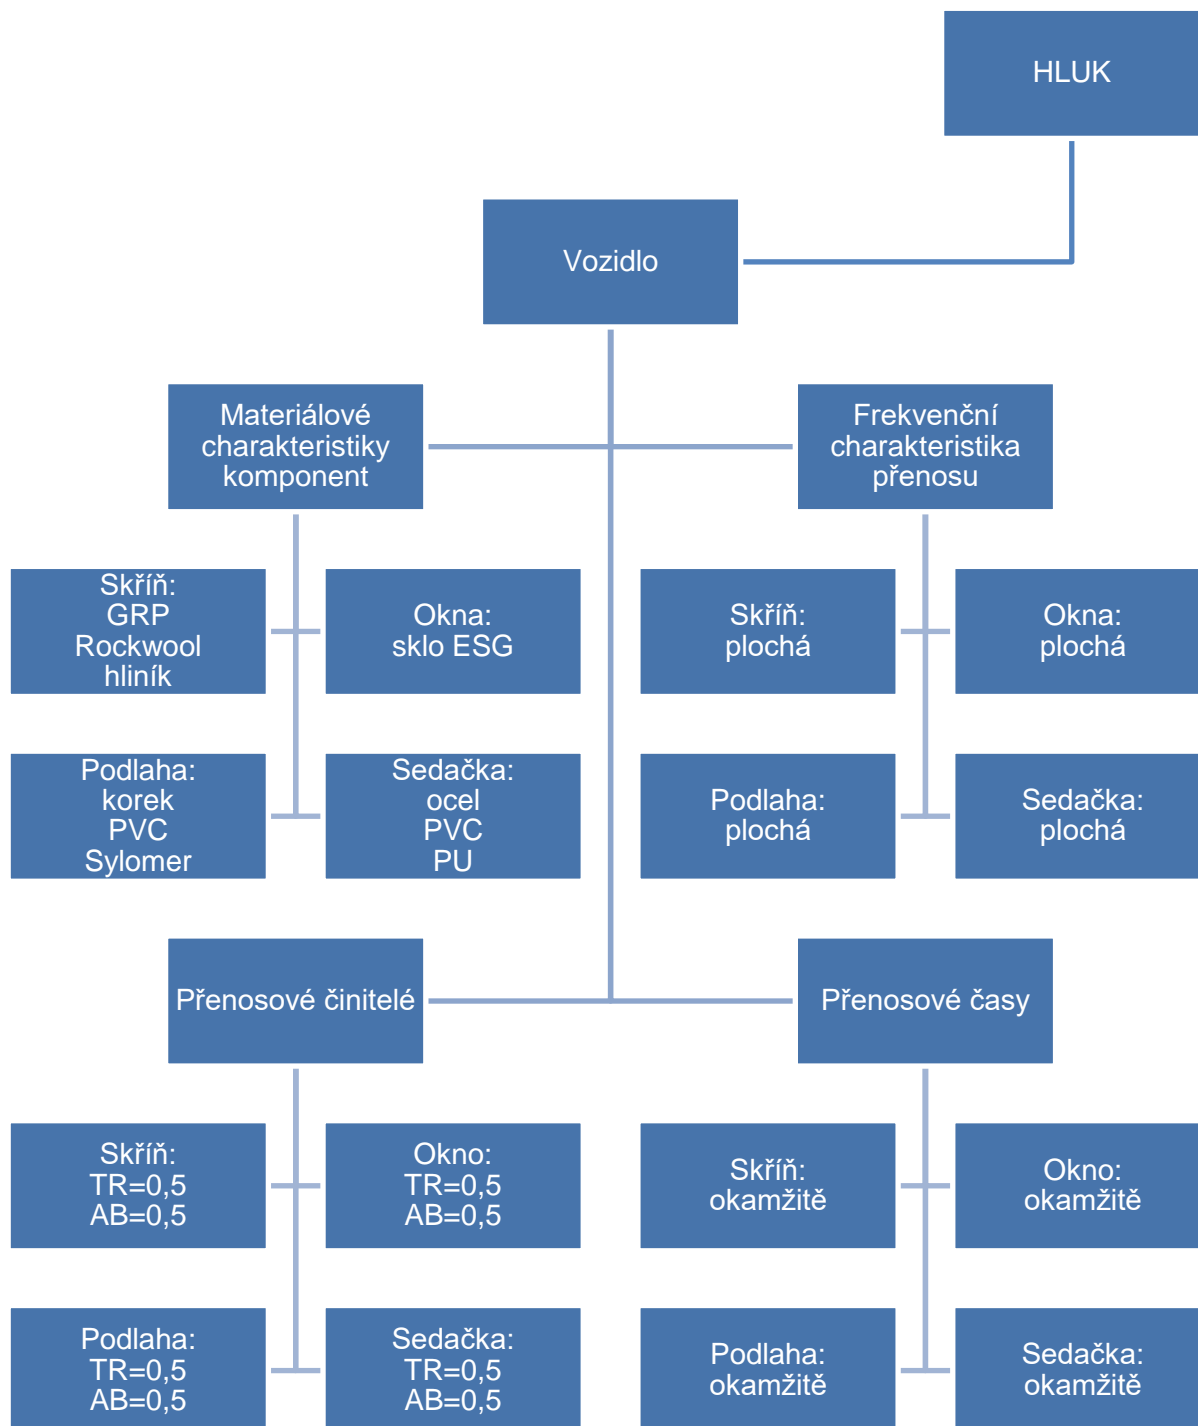 HLUK
Vozidlo
Materiálové
charakteristiky
komponent
Frekvenční
charakteristika
přenosu
Skříň:
GRP
Rockwool
hliník
Okna:
sklo ESG
Skříň:
plochá
Okna:
plochá
Podlaha:
korek
PVC
Sylomer
Sedačka:
ocel
PVC
PU
Podlaha:
plochá
Sedačka:
plochá
Přenosové činitelé
Přenosové časy
Skříň:
TR=0,5
AB=0,5
Okno:
TR=0,5
AB=0,5
Skříň:
okamžitě
Okno:
okamžitě
Podlaha:
TR=0,5
AB=0,5
Sedačka:
TR=0,5
AB=0,5
Podlaha:
okamžitě
Sedačka:
okamžitě